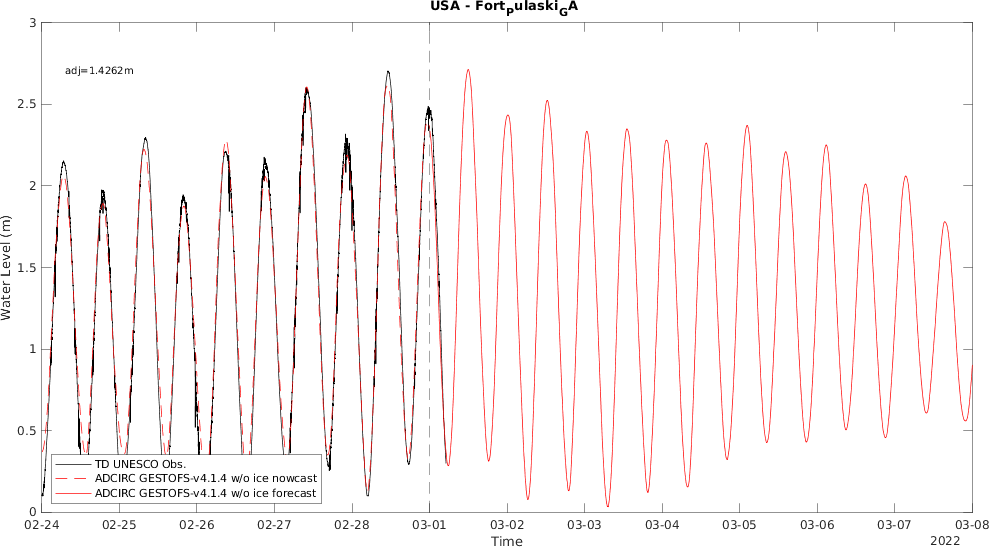 USA - FortPulaskiGA
adj=1.4262m
3
2.5
2
1.5
1
0.5
0
Water Level (m)
TD UNESCO Obs.
ADCIRC GESTOFS-v4.1.4 w/o ice nowcast
ADCIRC GESTOFS-v4.1.4 w/o ice forecast
02-24 02-25 02-26 02-27 02-28 03-01 03-02 03-03 03-04 03-05 03-06 03-07 03-08
Time
2022